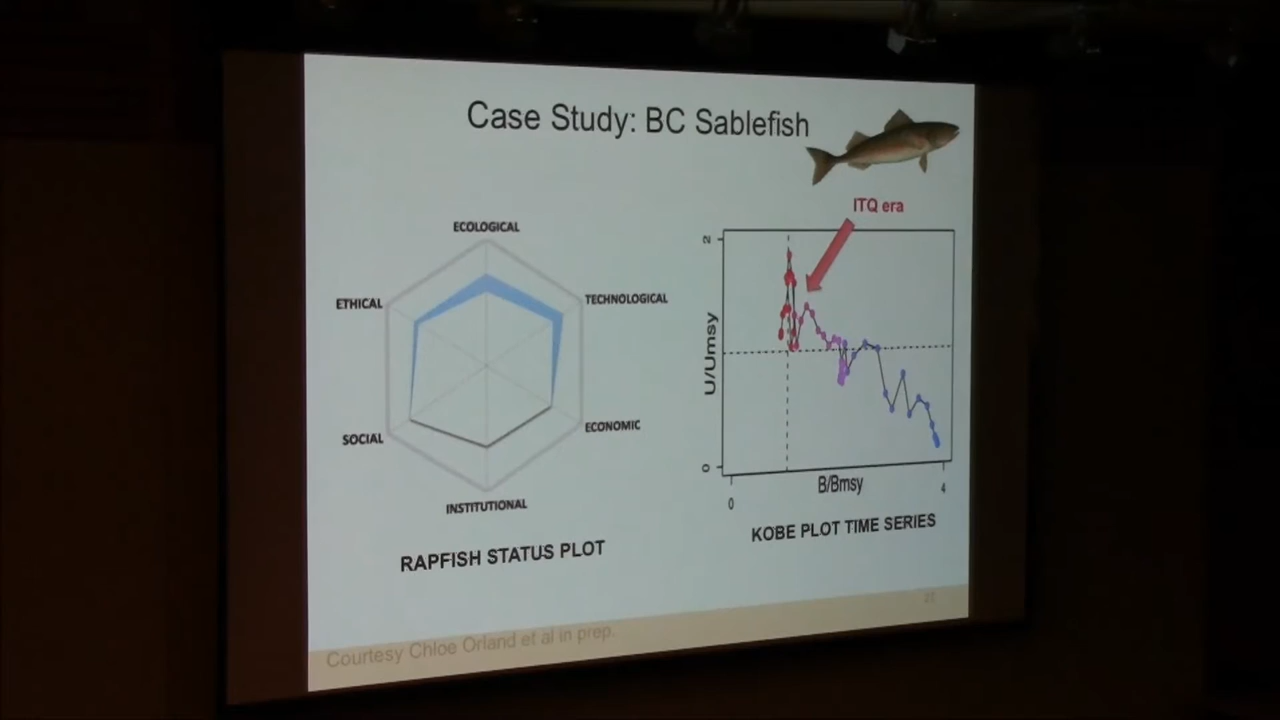 Case Study: BC Sablefish
ITQ era
ECOLOGICAL
ETHICAL
TECHNOLOGICAL
SOCIAL
ECONOMIC
INSTITUTIONAL
RAPFISH STATUS PLOT
2
U/Umsy
0
0
B/Bmsy
4
KOBE PLOT TIME SERIES
Courtesy Chloe Orland et al in prep.